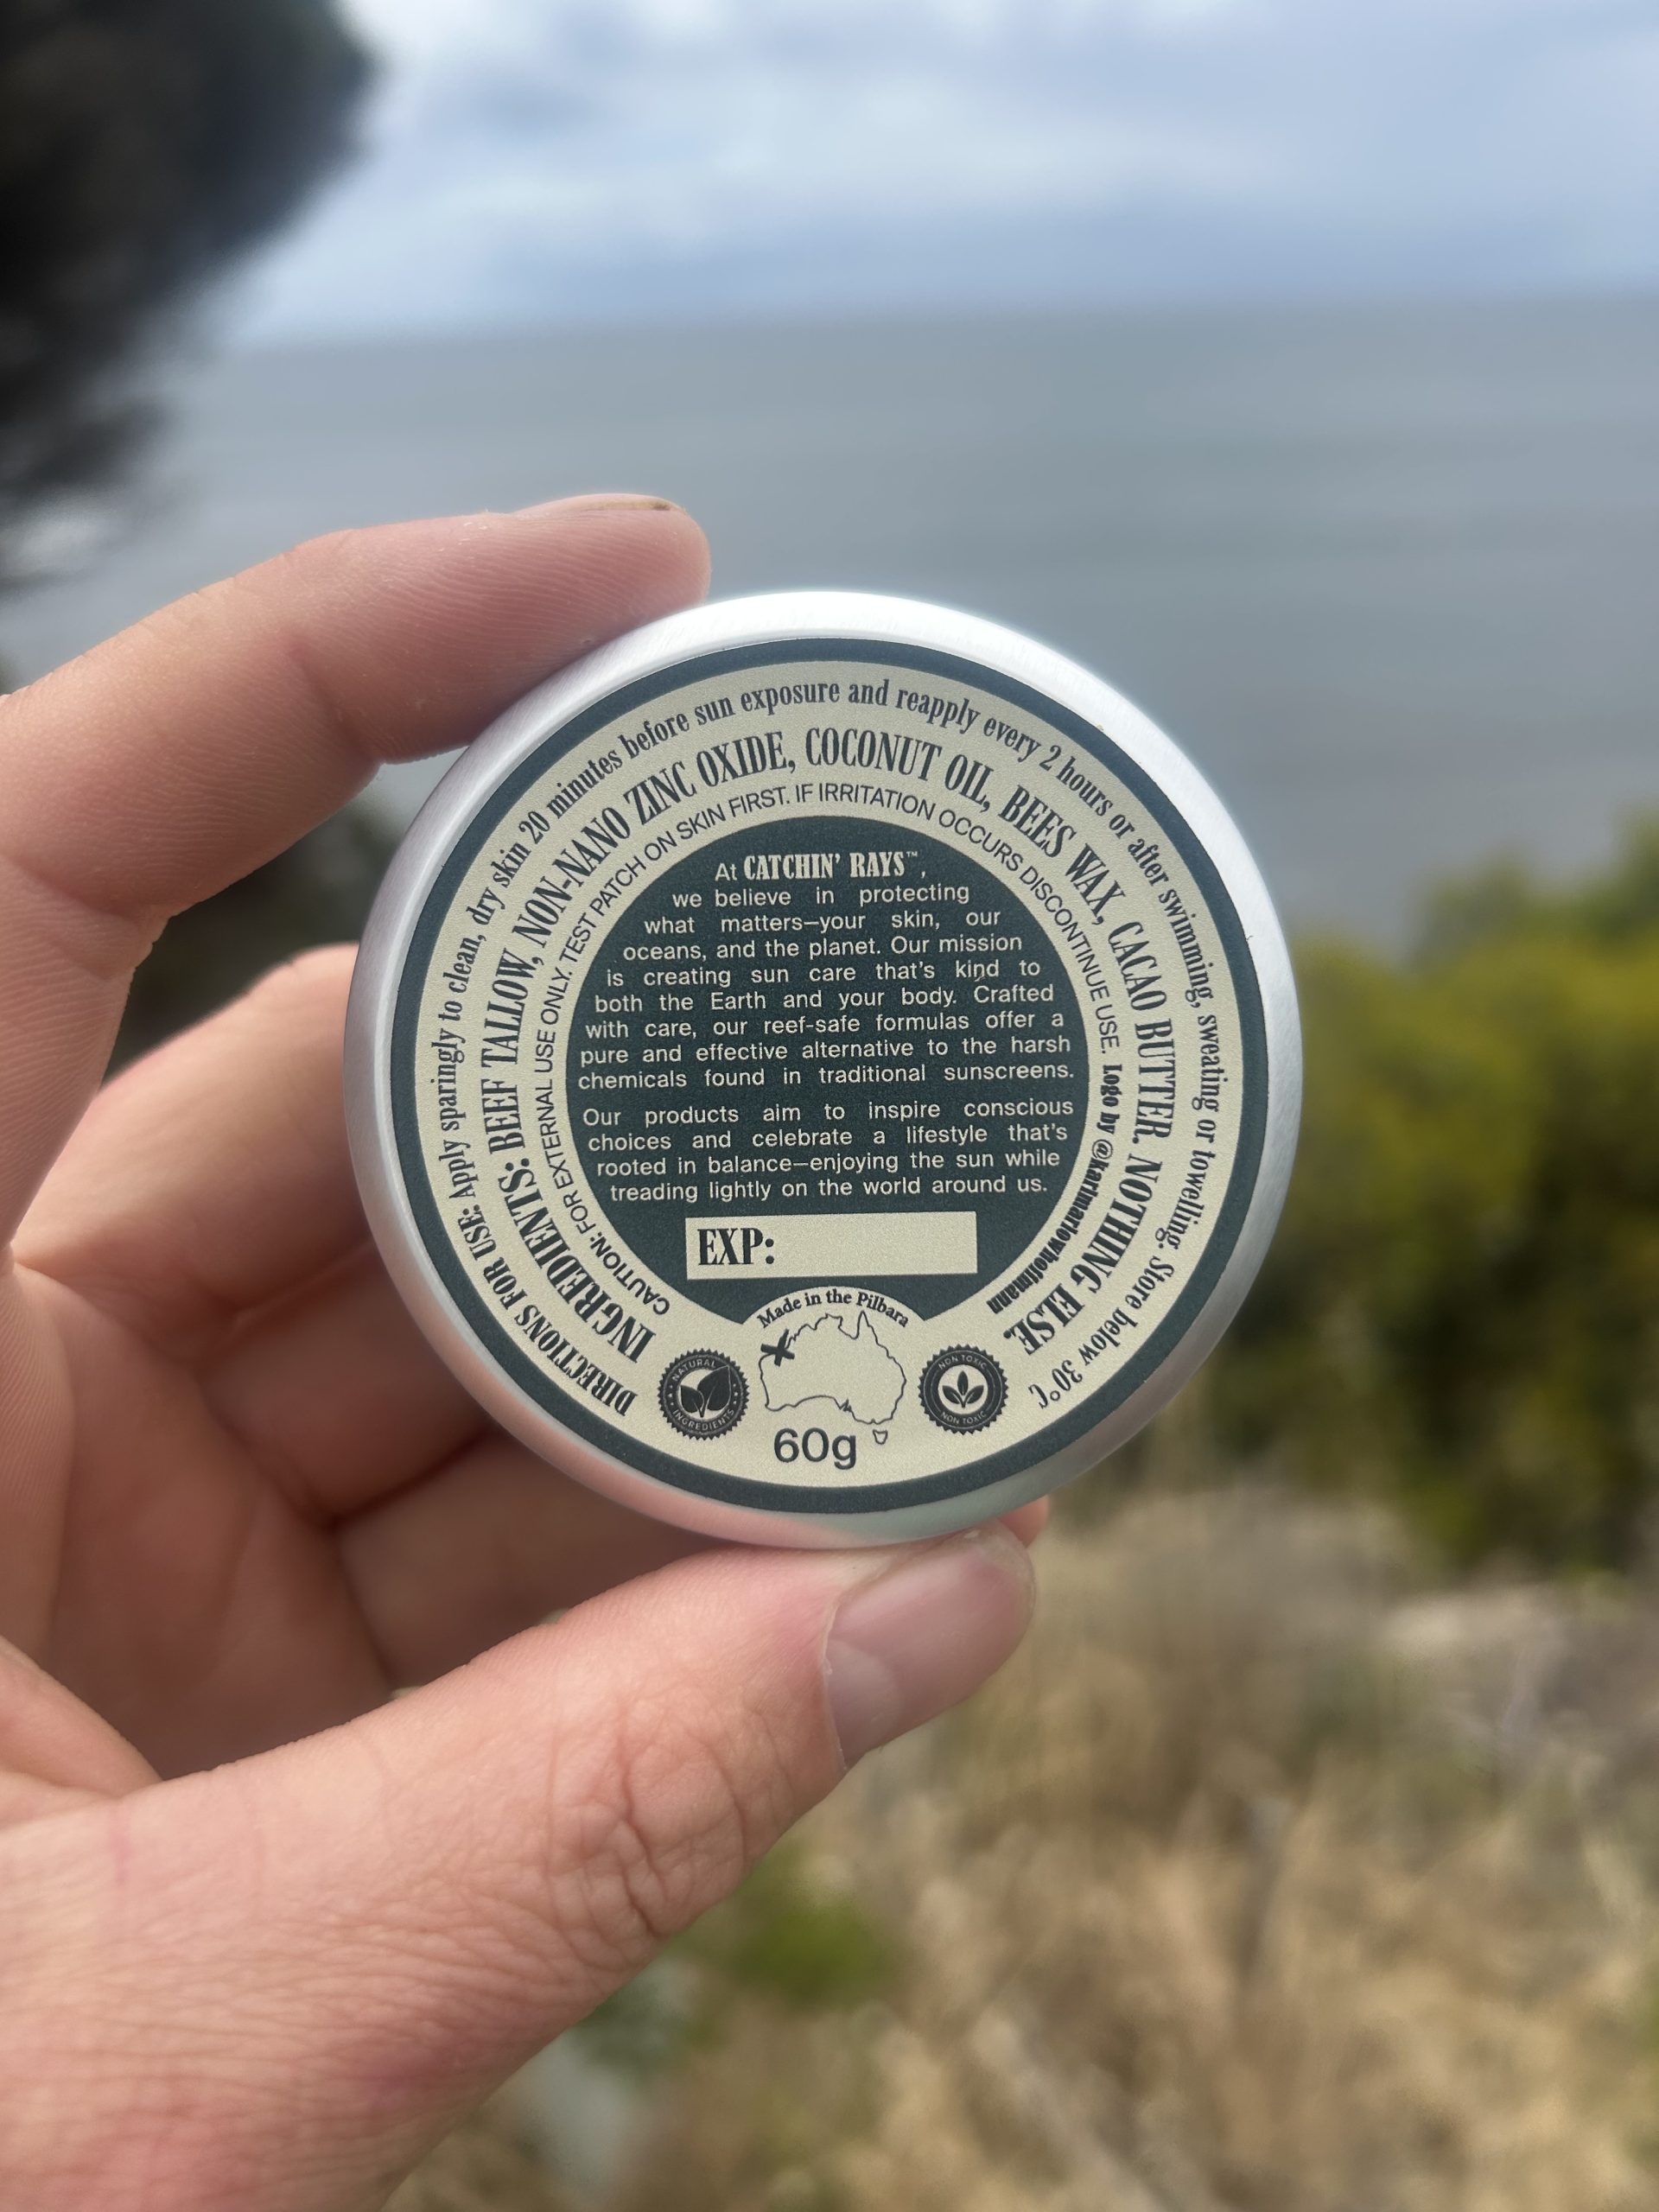 DIRECTIONS FOR USE: Apply sparingly to clean, dry skin 20 minutes before sun exposure and reapply every 2 hours or after swimming, sweating or towelling. Store below 30°C
INGREDIENTS: BEEF TALLOW, NON-NANO ZINC OXIDE, COCONUT OIL, BEES WAX, CACAO BUTTER. NOTHING ELSE.
CAUTION: FOR EXTERNAL USE ONLY. TEST PATCH ON SKIN FIRST. IF IRRITATION OCCURS DISCONTINUE USE. logo by @karlmarlowhollmann
At CATCHIN' RAYS™,
we believe in protecting
what matters—your skin, our
oceans, and the planet. Our mission
is creating sun care that's kind to
both the Earth and your body. Crafted
with care, our reef-safe formulas offer a
pure and effective alternative to the harsh
chemicals found in traditional sunscreens.
Our products aim to inspire conscious
choices and celebrate a lifestyle that's
rooted in balance—enjoying the sun while
treading lightly on the world around us.
EXP:
Made in the Pilbara
NATURAL
INGREDIENTS
NON TOXIC
NON TOXIC
60g